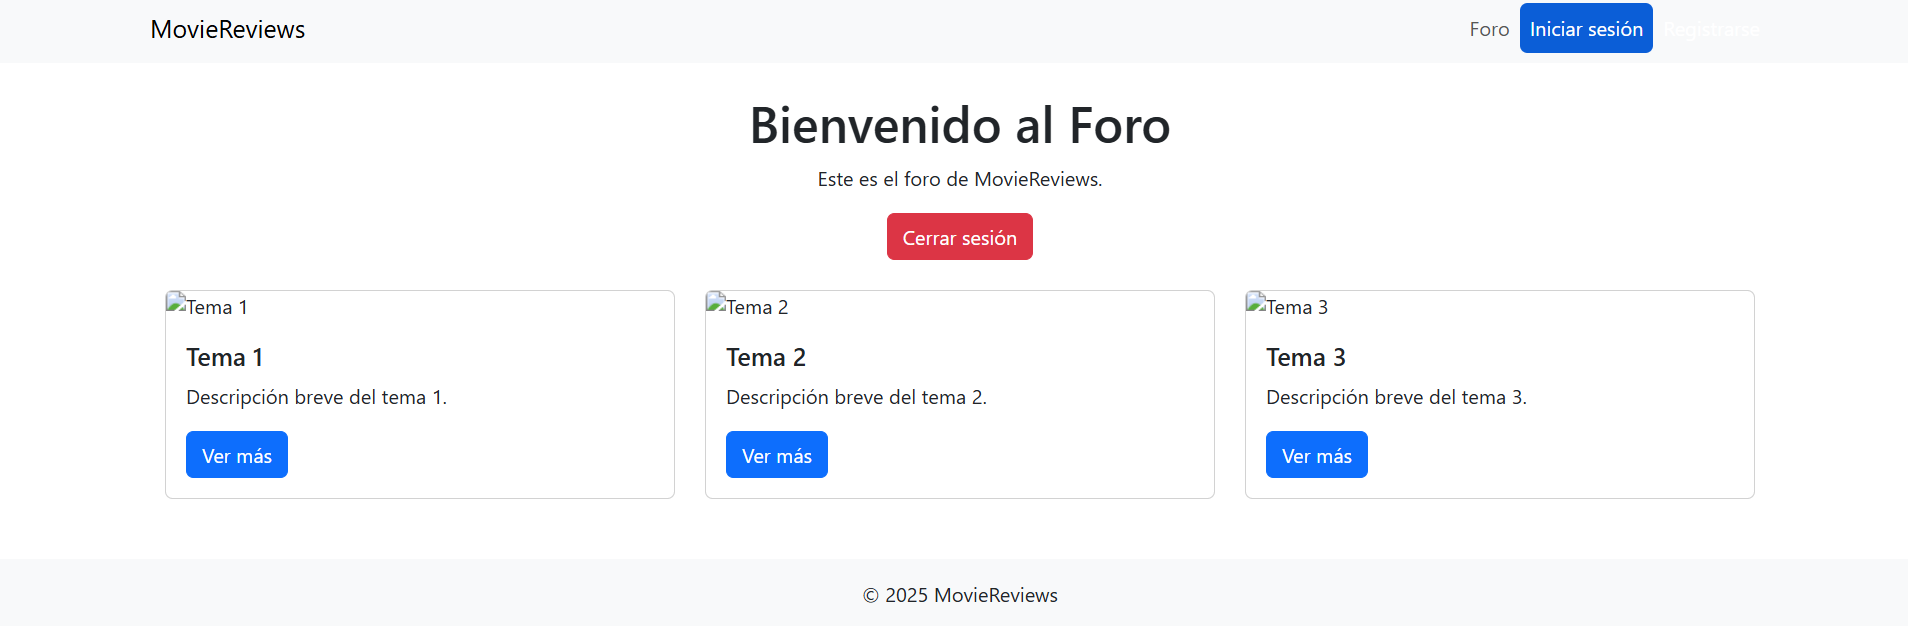 MovieReviews
Foro Iniciar sesión Registrarse
Bienvenido al Foro
Este es el foro de MovieReviews.
Cerrar sesión
Tema 1 Tema 2 Tema 3
Tema 1 Tema 2 Tema 3
Descripción breve del tema 1. Descripción breve del tema 2. Descripción breve del tema 3.
Ver más Ver más Ver más
© 2025 MovieReviews